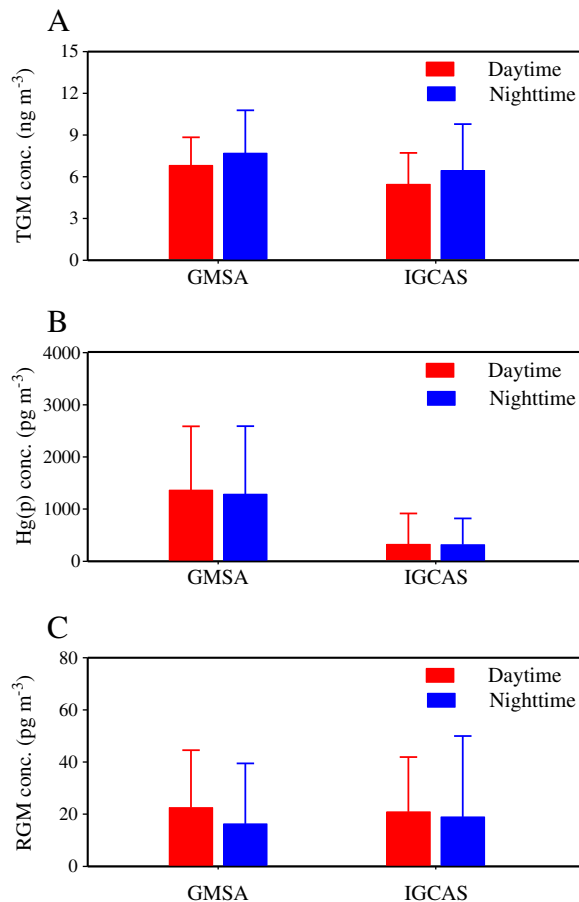 A
TGM conc. (ng m⁻³)
15
12
9
6
3
0
Daytime
Nighttime
GMSA IGCAS
B
Hg(p) conc. (pg m⁻³)
4000
3000
2000
1000
0
Daytime
Nighttime
GMSA IGCAS
C
RGM conc. (pg m⁻³)
80
60
40
20
0
Daytime
Nighttime
GMSA IGCAS